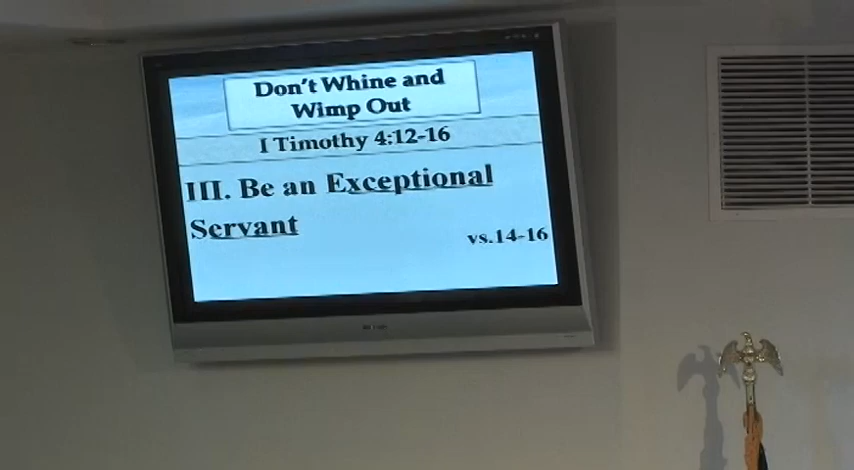 Don't Whine and
Wimp Out
I Timothy 4:12-16
III. Be an Exceptional
Servant
vs.14-16